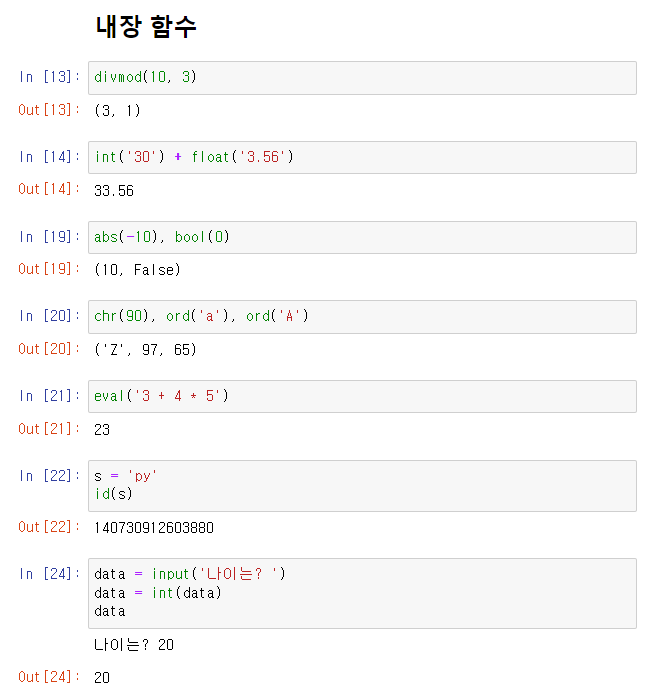 내장 함수
In [13]: divmod(10, 3)
Out[13]: (3, 1)
In [14]: int('30') + float('3.56')
Out[14]: 33.56
In [19]: abs(-10), bool(0)
Out[19]: (10, False)
In [20]: chr(90), ord('a'), ord('A')
Out[20]: ('Z', 97, 65)
In [21]: eval('3 + 4 * 5')
Out[21]: 23
In [22]: s = 'py'
id(s)
Out[22]: 140730912603880
In [24]: data = input('나이는? ')
data = int(data)
data
나이는? 20
Out[24]: 20